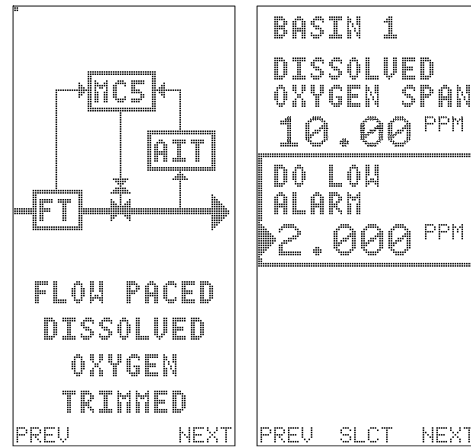 MC5
AIT
FT
FLOW PACED
DISSOLVED
OXYGEN
TRIMMED
PREV NEXT
BASIN 1
DISSOLVED
OXYGEN SPAN
10.00 PPM
DO LOW
ALARM
2.000 PPM
PREV SLCT NEXT